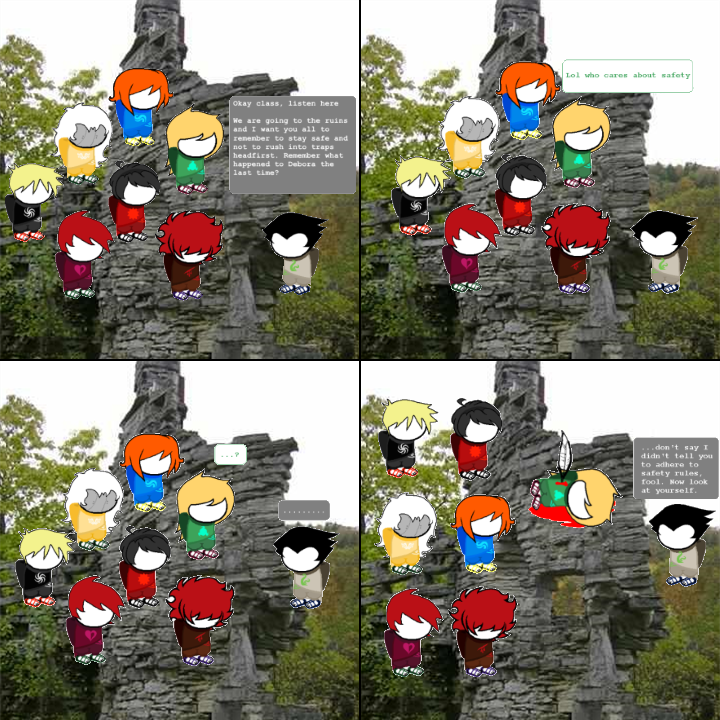 Okay class, listen here
We are going to the ruins
and I want you all to
remember to stay safe and
not to rush into traps
headfirst. Remember what
happened to Debora the
last time?
Lol who cares about safety
...?
.........
...don't say I
didn't tell you
to adhere to
safety rules,
fool. Now look
at yourself.